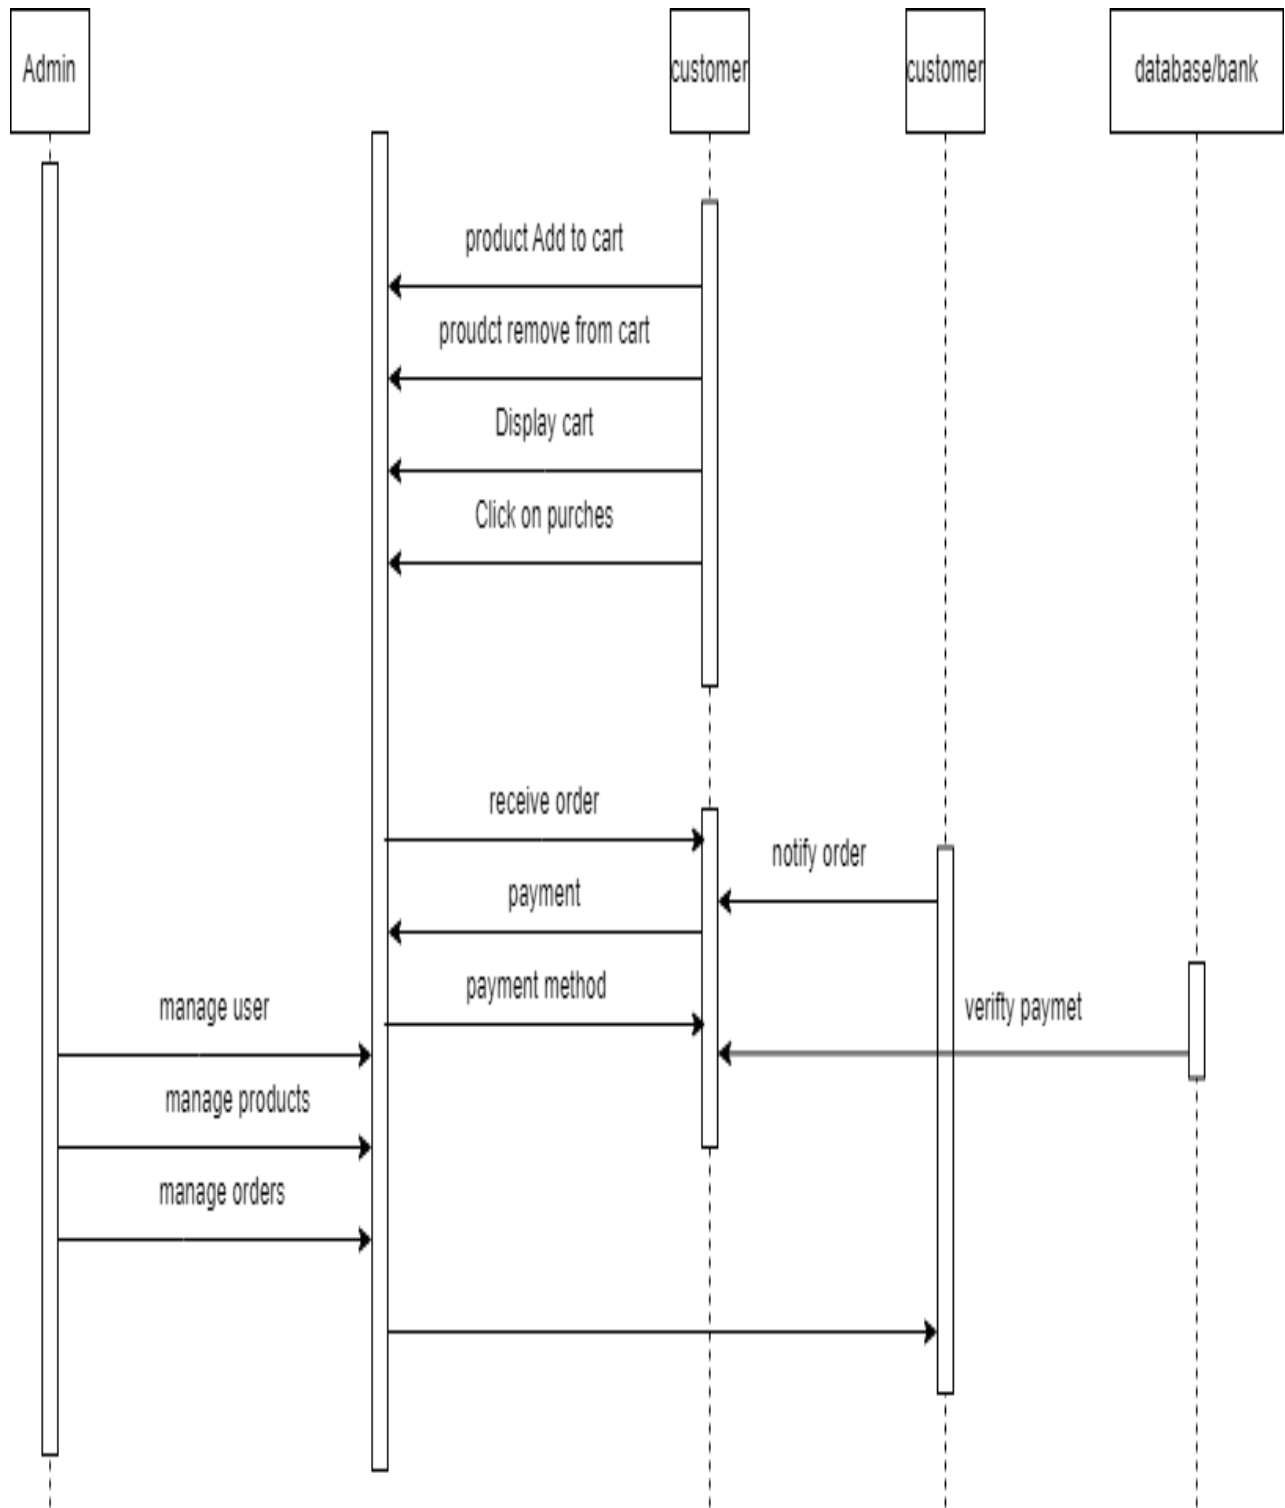 Admin
customer
customer
database/bank
product Add to cart
proudct remove from cart
Display cart
Click on purches
receive order
notify order
payment
payment method
manage user
verifty paymet
manage products
manage orders